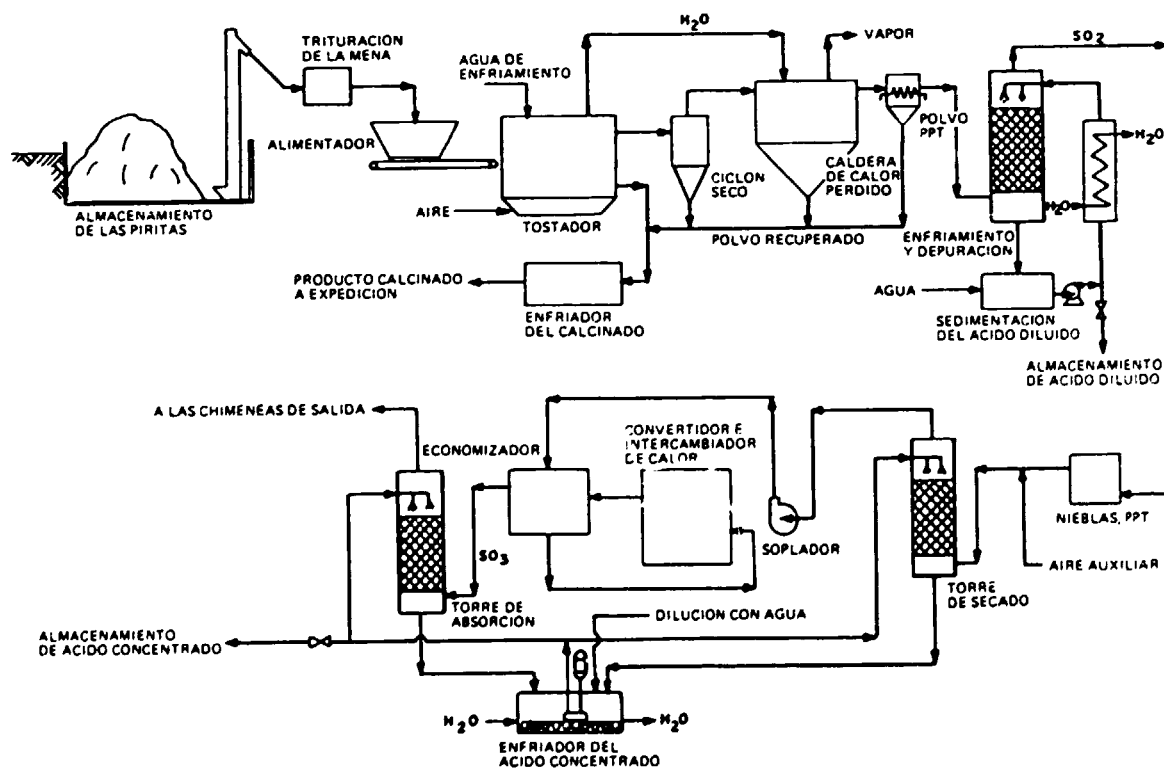 TRITURACION
DE LA MENA
AGUA DE
ENFRIAMIENTO
H2O
VAPOR
SO2
ALIMENTADOR
POLVO PPT
H2O
CICLON
SECO
CALDERA
DE CALOR
PERDIDO
AIRE
TOSTADOR
H2O
ALMACENAMIENTO
DE LAS PIRITAS
POLVO RECUPERADO
ENFRIAMIENTO
Y DEPURACION
PRODUCTO CALCINADO
A EXPEDICIÓN
ENFRIADOR
DEL CALCINADO
AGUA
SEDIMENTACION
DEL ACIDO DILUIDO
ALMACENAMIENTO
DE ACIDO DILUIDO
A LAS CHIMENEAS DE SALIDA
ECONOMIZADOR
CONVERTIDOR E
INTERCAMBIADOR
DE CALOR
SOPLADOR
NIEBLAS, PPT
SO3
AIRE AUXILIAR
TORRE DE
ABSORCIÓN
TORRE
DE SECADO
DILUCION CON AGUA
ALMACENAMIENTO
DE ACIDO CONCENTRADO
H2O
H2O
ENFRIADOR DEL
ACIDO CONCENTRADO